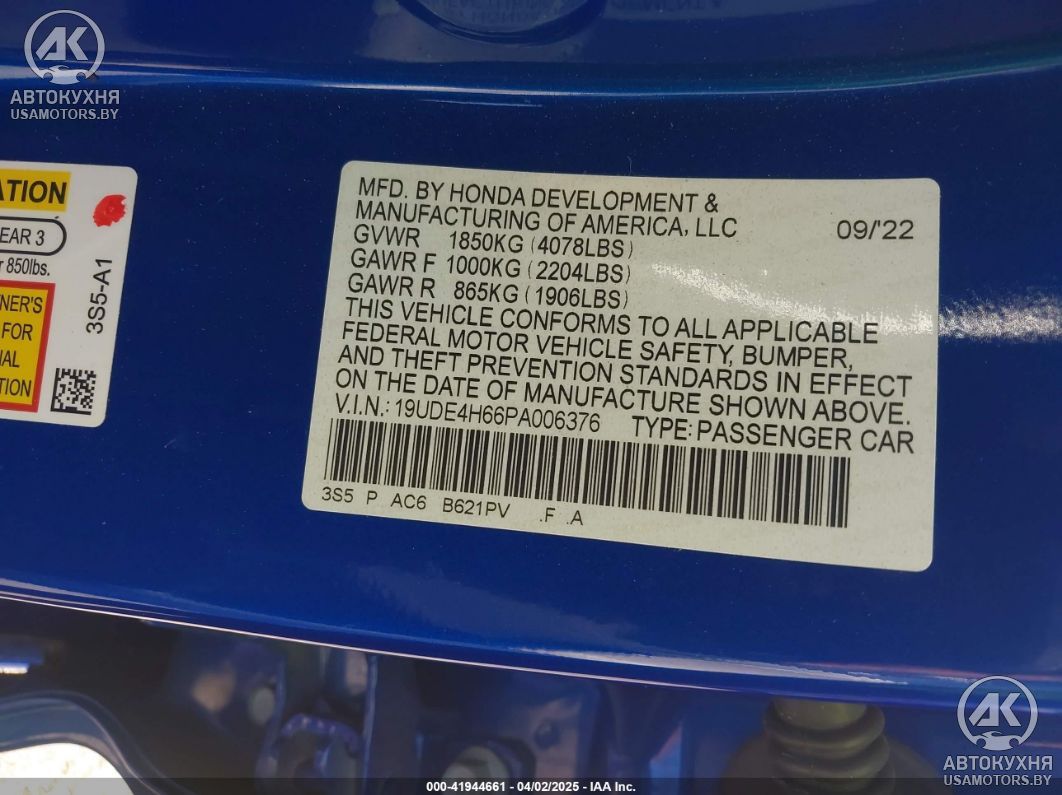 АВТОКУХНЯ
USAMOTORS.BY
ATION
EAR 3
850lbs.
NER'S
FOR
TION
3S5-A1
MFD. BY HONDA DEVELOPMENT &
MANUFACTURING OF AMERICA, LLC 09/'22
GVWR 1850KG (4078LBS)
GAWR F 1000KG (2204LBS)
GAWR R 865KG (1906LBS)
THIS VEHICLE CONFORMS TO ALL APPLICABLE
FEDERAL MOTOR VEHICLE SAFETY, BUMPER,
AND THEFT PREVENTION STANDARDS IN EFFECT
ON THE DATE OF MANUFACTURE SHOWN ABOVE.
V.I.N.: 19UDE4H66PA006376 TYPE: PASSENGER CAR
3S5 P AC6 B621PV .F .A
АК
АВТОКУХНЯ
USAMOTORS.BY
000-41944661 - 04/02/2025 - IAA Inc.